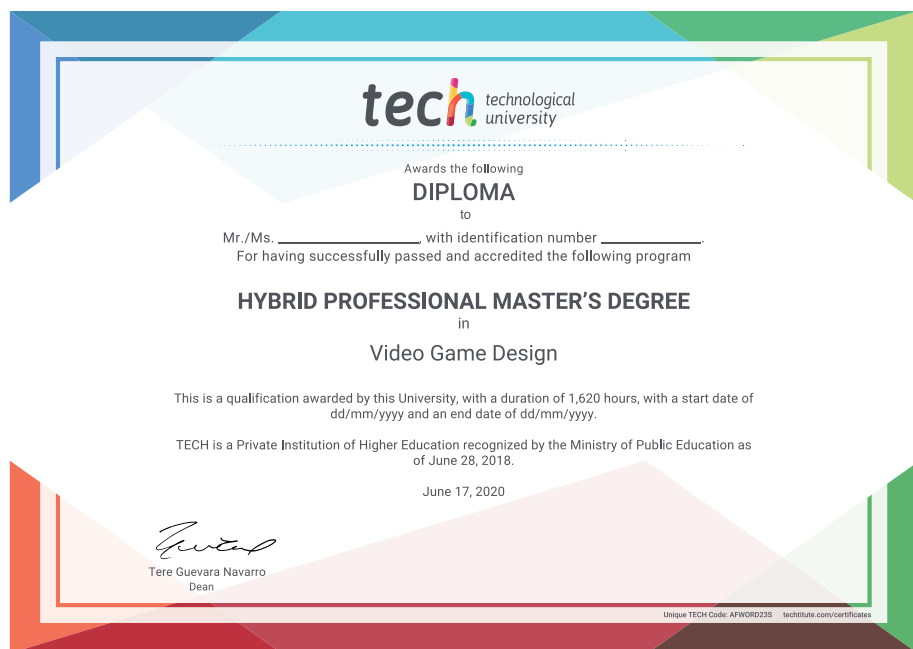 tech technological
university
Awards the following
DIPLOMA
to
Mr./Ms. ____________________, with identification number ______________.
For having successfully passed and accredited the following program
HYBRID PROFESSIONAL MASTER'S DEGREE
in
Video Game Design
This is a qualification awarded by this University, with a duration of 1,620 hours, with a start date of
dd/mm/yyyy and an end date of dd/mm/yyyy.
TECH is a Private Institution of Higher Education recognized by the Ministry of Public Education as
of June 28, 2018.
June 17, 2020
Tere Guevara Navarro
Dean
Unique TECH Code: AFWORD23S techtitute.com/certificates